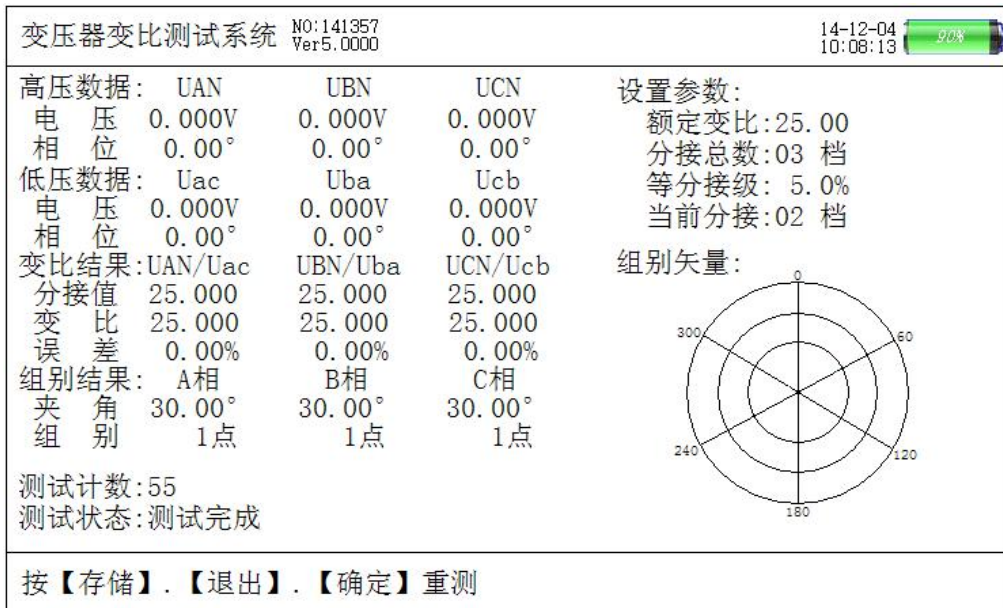 变压器变比测试系统 NO:141357
Ver5.0000
14-12-04
10:08:13
90%
高压数据: UAN UBN UCN
电 压 0.000V 0.000V 0.000V
相 位 0.00° 0.00° 0.00°
低压数据: Uac Uba Ucb
电 压 0.000V 0.000V 0.000V
相 位 0.00° 0.00° 0.00°
变比结果:UAN/Uac UBN/Uba UCN/Ucb
分接值 25.000 25.000 25.000
变 比 25.000 25.000 25.000
误 差 0.00% 0.00% 0.00%
组别结果: A相 B相 C相
夹 角 30.00° 30.00° 30.00°
组 别 1点 1点 1点
测试计数:55
测试状态:测试完成
设置参数:
额定变比:25.00
分接总数:03 档
等分接级: 5.0%
当前分接:02 档
组别矢量:
0
300 60
240 120
180
按【存储】.【退出】.【确定】重测